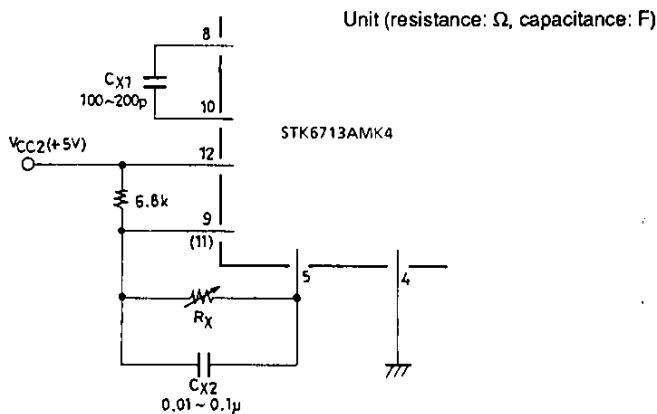 Unit (resistance: Ω, capacitance: F)
8
CX1
100~200p
10
STK6713AMK4
VCC2(+5V)
12
6.8k
9
(11)
5
4
RX
CX2
0.01~0.1μ